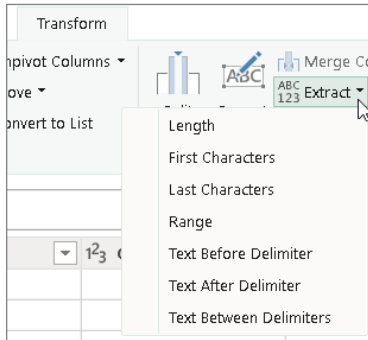 Transform
npivot Columns
ove
onvert to List
ABC
Merge Co
ABC
123 Extract
Length
First Characters
Last Characters
Range
Text Before Delimiter
Text After Delimiter
Text Between Delimiters
123